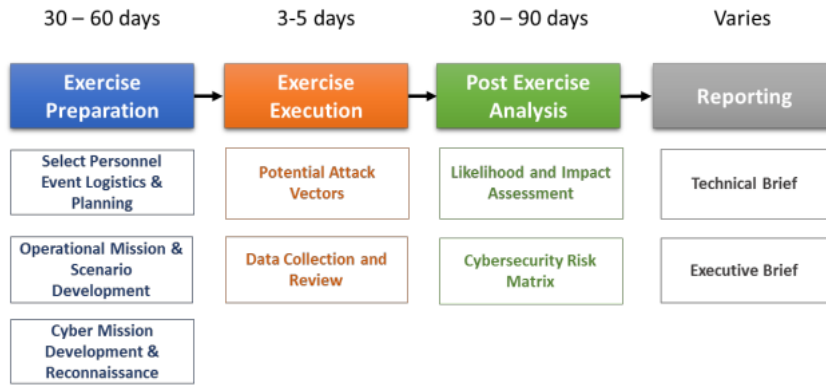 30 – 60 days
3-5 days
30 – 90 days
Varies
Exercise
Preparation
Exercise
Execution
Post Exercise
Analysis
Reporting
Select Personnel
Event Logistics &
Planning
Potential Attack
Vectors
Likelihood and Impact
Assessment
Technical Brief
Operational Mission &
Scenario
Development
Data Collection and
Review
Cybersecurity Risk
Matrix
Executive Brief
Cyber Mission
Development &
Reconnaissance